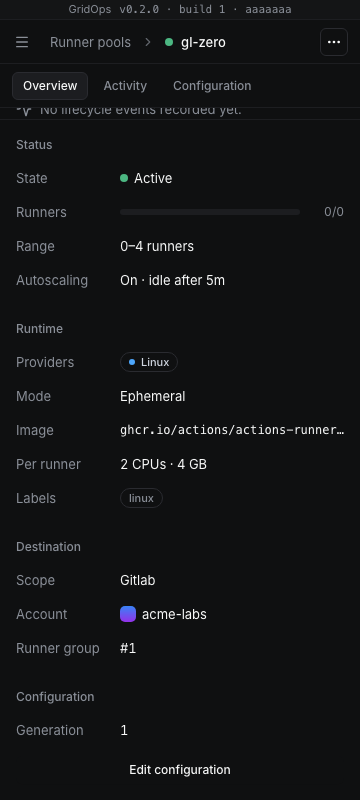 GridOps v0.2.0 · build 1 · aaaaaaa
Runner pools > gl-zero
Overview Activity Configuration
No lifecycle events recorded yet.
Status
State Active
Runners 0/0
Range 0–4 runners
Autoscaling On · idle after 5m
Runtime
Providers Linux
Mode Ephemeral
Image ghcr.io/actions/actions-runner…
Per runner 2 CPUs · 4 GB
Labels linux
Destination
Scope Gitlab
Account acme-labs
Runner group #1
Configuration
Generation 1
Edit configuration